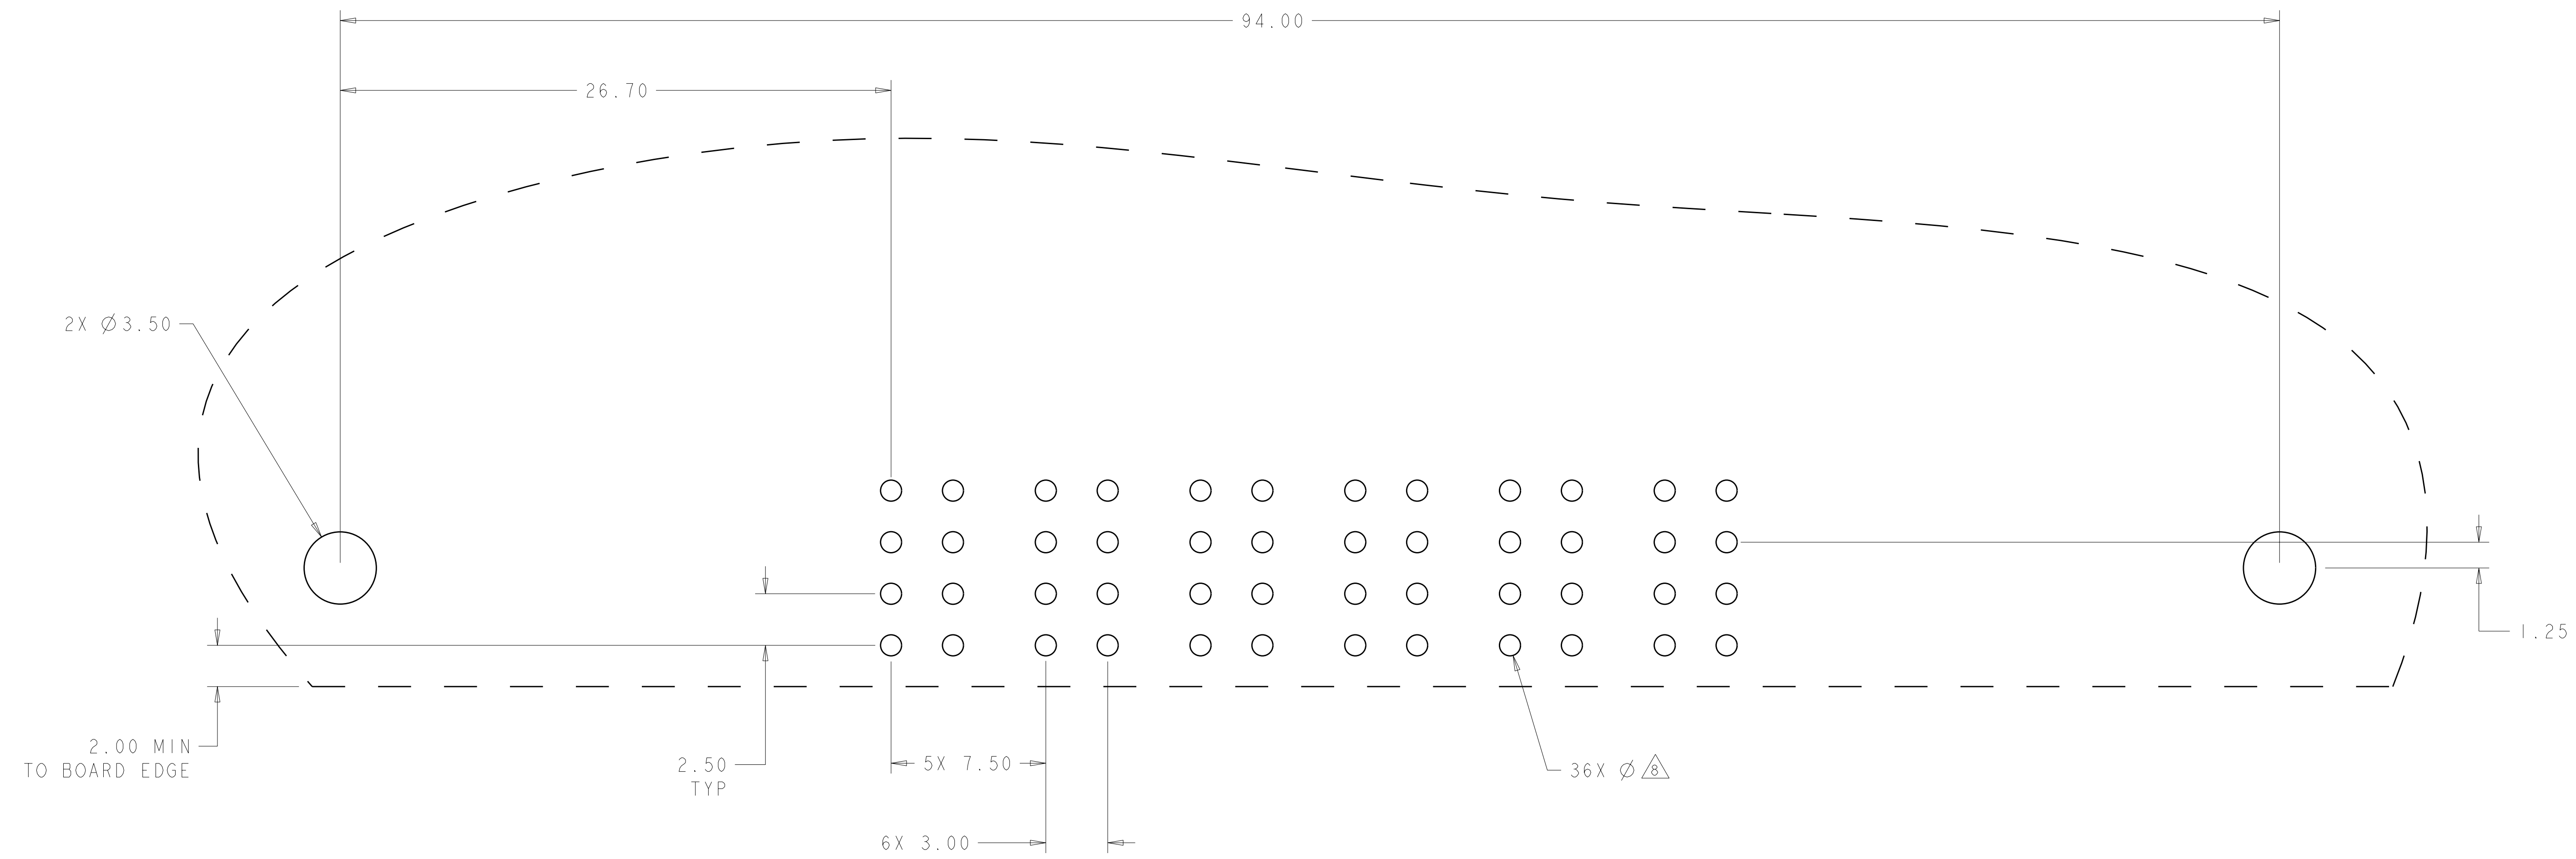 94.00
26.70
2X Ø3.50
1.25
2.00 MIN
TO BOARD EDGE
2.50
TYP
5X 7.50
36X Ø 8
6X 3.00